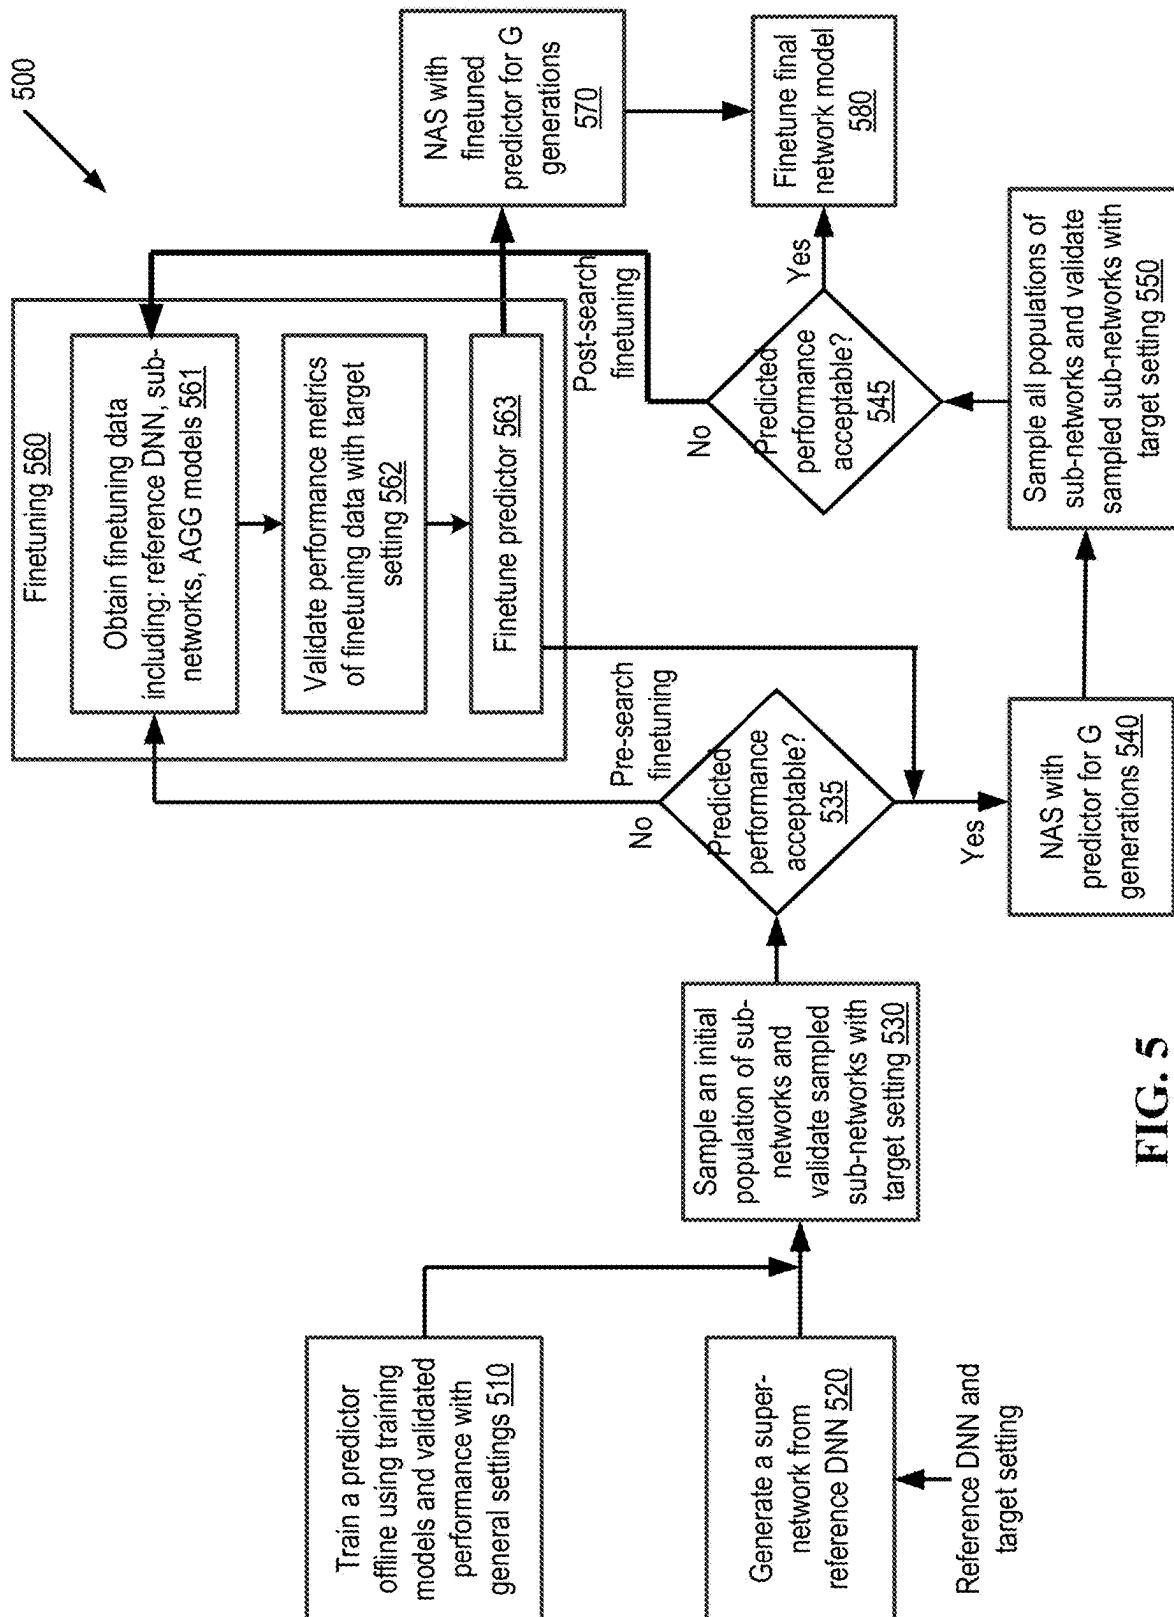 500
Train a predictor
offline using training
models and validated
performance with
general settings 510
Generate a super-
network from
reference DNN 520
Reference DNN and
target setting
Sample an initial
population of sub-
networks and
validate sampled
sub-networks with
target setting 530
Predicted
performance
acceptable?
535
No
Yes
Pre-search
finetuning
Finetuning 560
Obtain finetuning data
including: reference DNN, sub-
networks, AGG models 561
Validate performance metrics
of finetuning data with target
setting 562
Finetune predictor 563
NAS with
predictor for G
generations 540
Sample all populations of
sub-networks and validate
sampled sub-networks with
target setting 550
Predicted
performance
acceptable?
545
No
Yes
Post-search
finetuning
NAS with
finetuned
predictor for G
generations
570
Finetune final
network model
580
FIG. 5